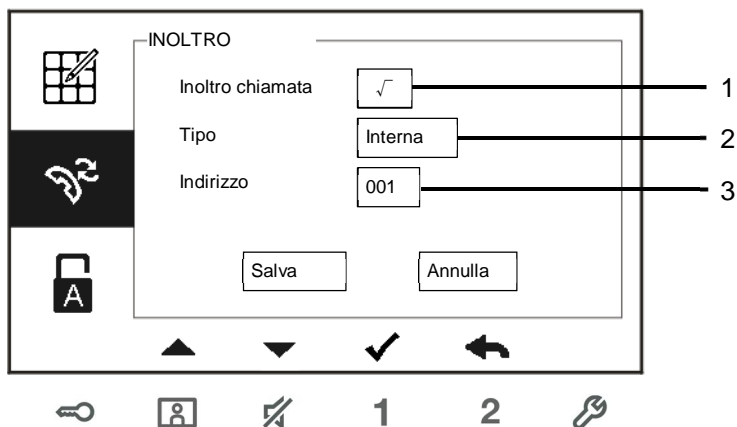 INOLTRO
Inoltro chiamata √ 1
Tipo Interna 2
Indirizzo 001 3
Salva Annulla
A
1 2